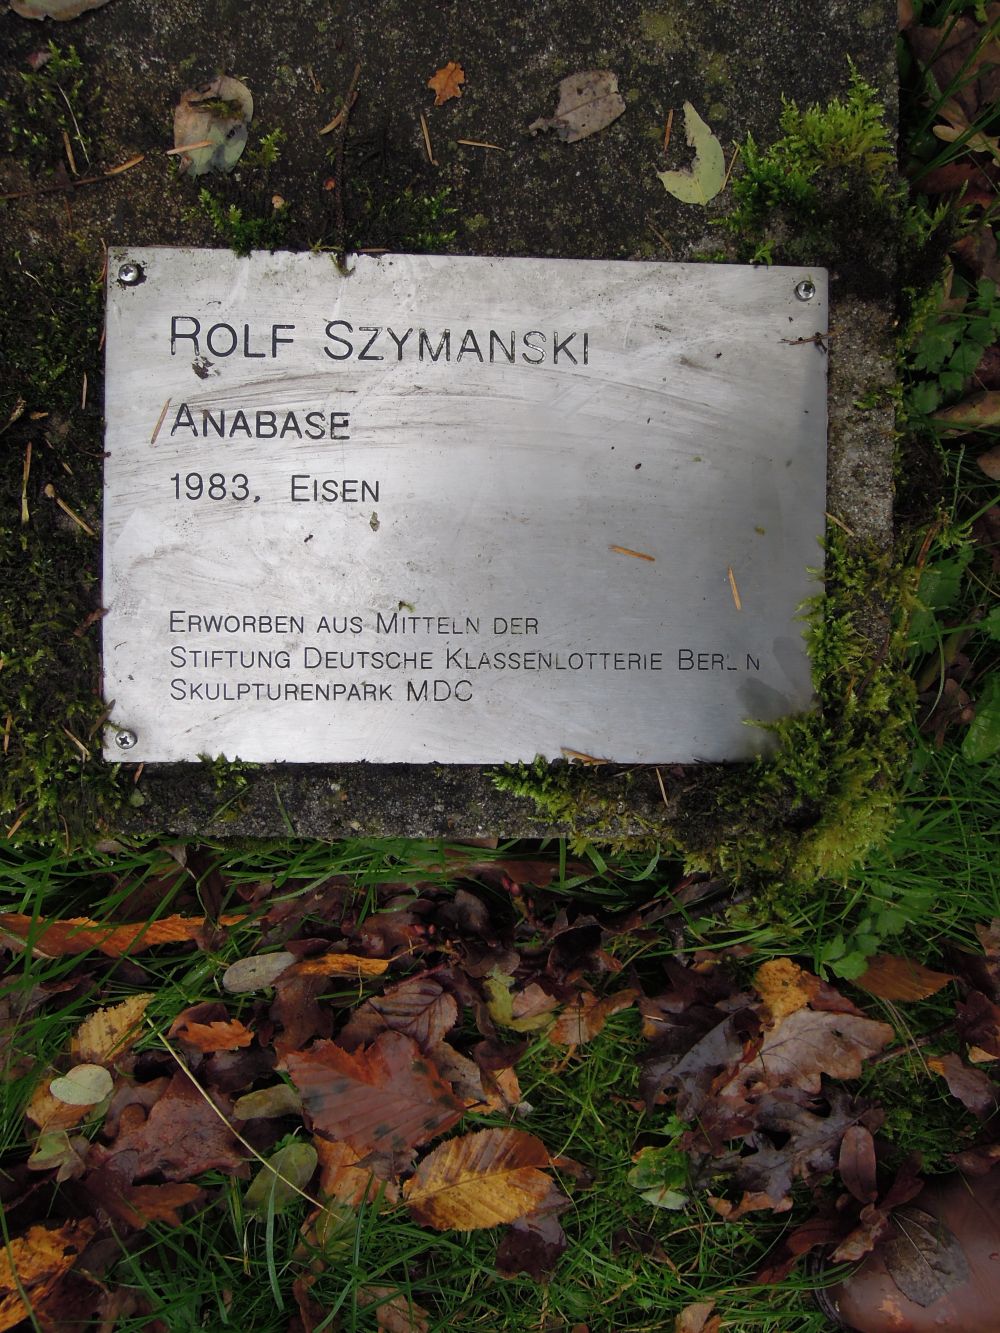 ROLF SZYMANSKI
ANABASE
1983, EISEN
ERWORBEN AUS MITTELN DER
STIFTUNG DEUTSCHE KLASSENLOTTERIE BERLIN
SKULPTURENPARK MDC